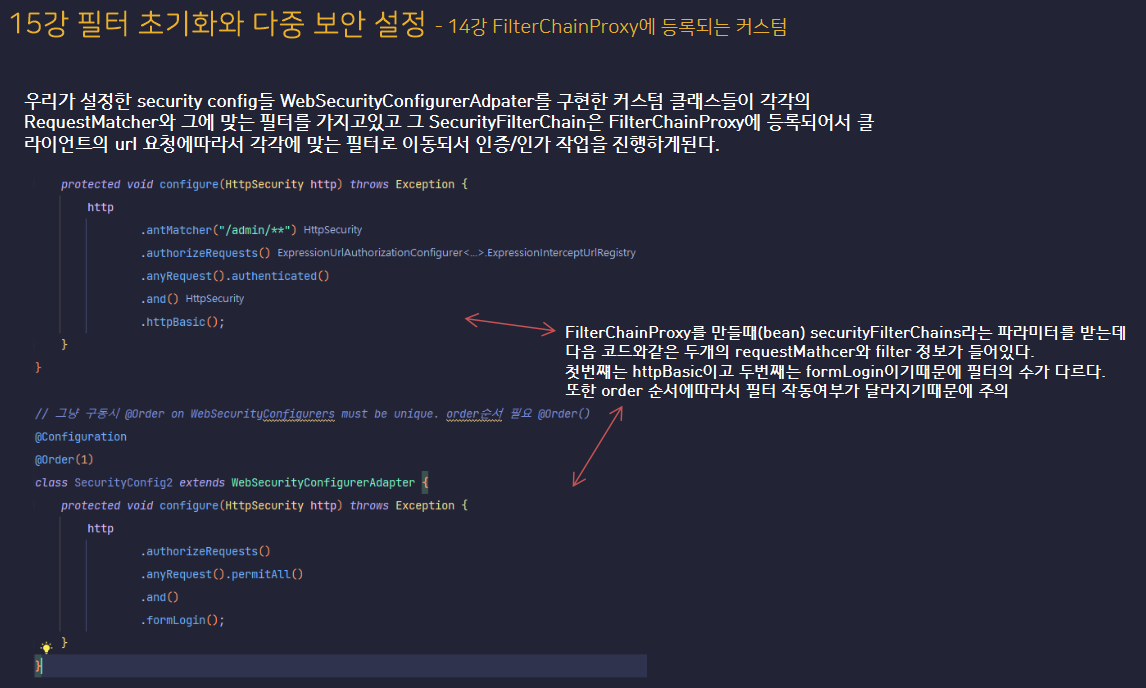 15강 필터 초기화와 다중 보안 설정 - 14강 FilterChainProxy에 등록되는 커스텀
우리가 설정한 security config들 WebSecurityConfigurerAdpater를 구현한 커스텀 클래스들이 각각의
RequestMatcher와 그에 맞는 필터를 가지고있고 그 SecurityFilterChain은 FilterChainProxy에 등록되어서 클
라이언트의 url 요청에따라서 각각에 맞는 필터로 이동되서 인증/인가 작업을 진행하게된다.
protected void configure(HttpSecurity http) throws Exception {
http
.antMatcher("/admin/**") HttpSecurity
.authorizeRequests() ExpressionUrlAuthorizationConfigurer<...>.ExpressionInterceptUrlRegistry
.anyRequest().authenticated()
.and() HttpSecurity
.httpBasic();
}
}
FilterChainProxy를 만들때(bean) securityFilterChains라는 파라미터를 받는데
다음 코드와같은 두개의 requestMathcer와 filter 정보가 들어있다.
첫번쨰는 httpBasic이고 두번째는 formLogin이기때문에 필터의 수가 다르다.
또한 order 순서에따라서 필터 작동여부가 달라지기때문에 주의
// 그냥 구동시 @Order on WebSecurityConfigurers must be unique. order순서 필요 @Order()
@Configuration
@Order(1)
class SecurityConfig2 extends WebSecurityConfigurerAdapter {
protected void configure(HttpSecurity http) throws Exception {
http
.authorizeRequests()
.anyRequest().permitAll()
.and()
.formLogin();
}
}